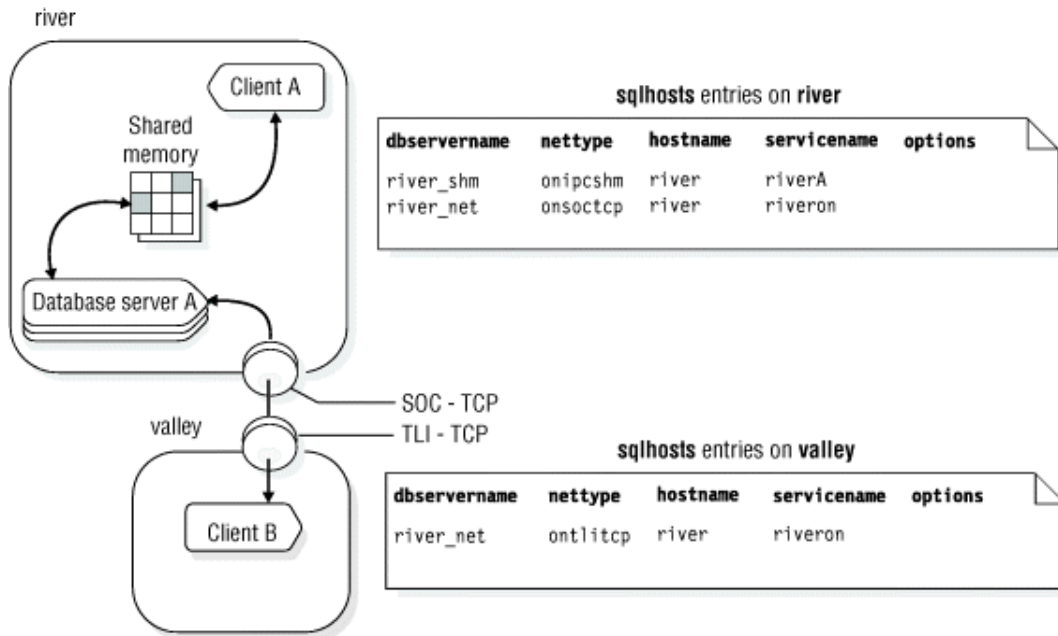 river
Client A
Shared
memory
Database server A
sqlhosts entries on river
dbservername nettype hostname servicename options
river_shm onipcshm river riverA
river_net onsoctcp river riveron
SOC - TCP
TLI - TCP
valley
Client B
sqlhosts entries on valley
dbservername nettype hostname servicename options
river_net ontlitcp river riveron